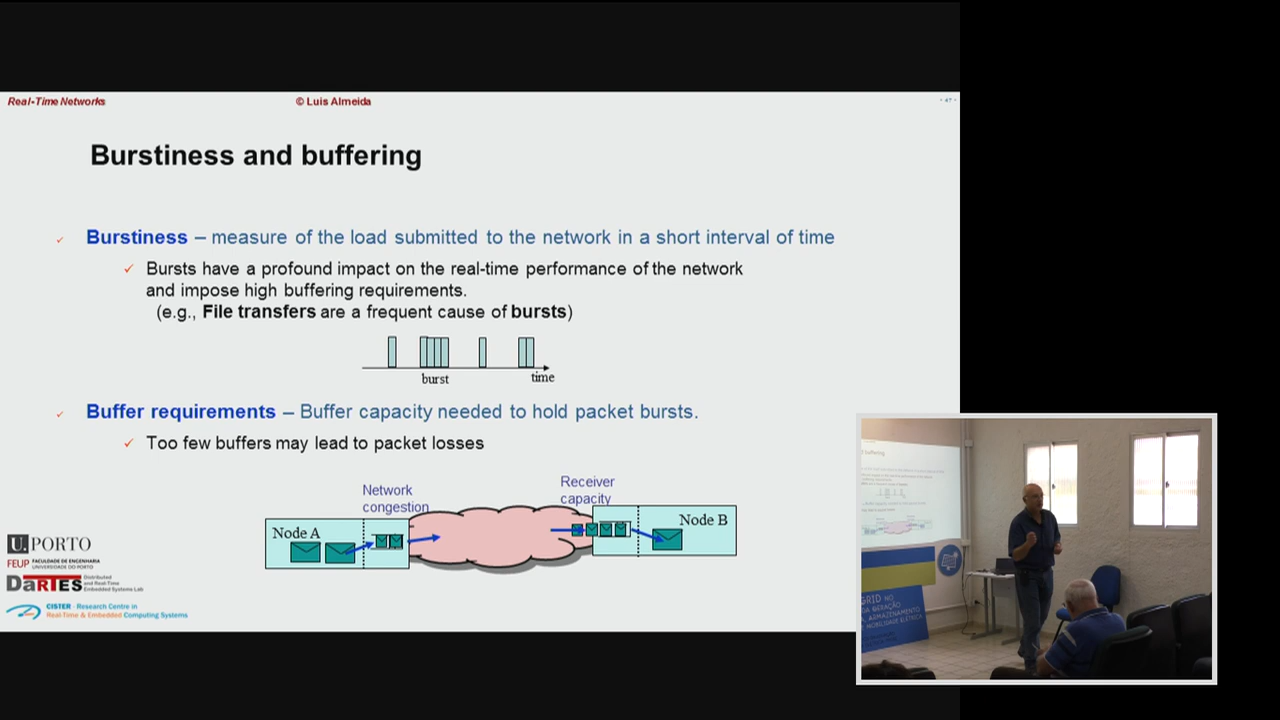 Real-Time Networks
© Luis Almeida
- 47 -
Burstiness and buffering
Burstiness – measure of the load submitted to the network in a short interval of time
Bursts have a profound impact on the real-time performance of the network
and impose high buffering requirements.
(e.g., File transfers are a frequent cause of bursts)
burst
time
Buffer requirements – Buffer capacity needed to hold packet bursts.
Too few buffers may lead to packet losses
Network
congestion
Receiver
capacity
Node A
Node B
U. PORTO
FEUP FACULDADE DE ENGENHARIA
UNIVERSIDADE DO PORTO
DaRTES Distributed
and Real-Time
Embedded Systems Lab
CISTER - Research Centre in
Real-Time & Embedded Computing Systems
GRID NO
ARMAZENAMENTO
MOBILIDADE ELÉTRICA